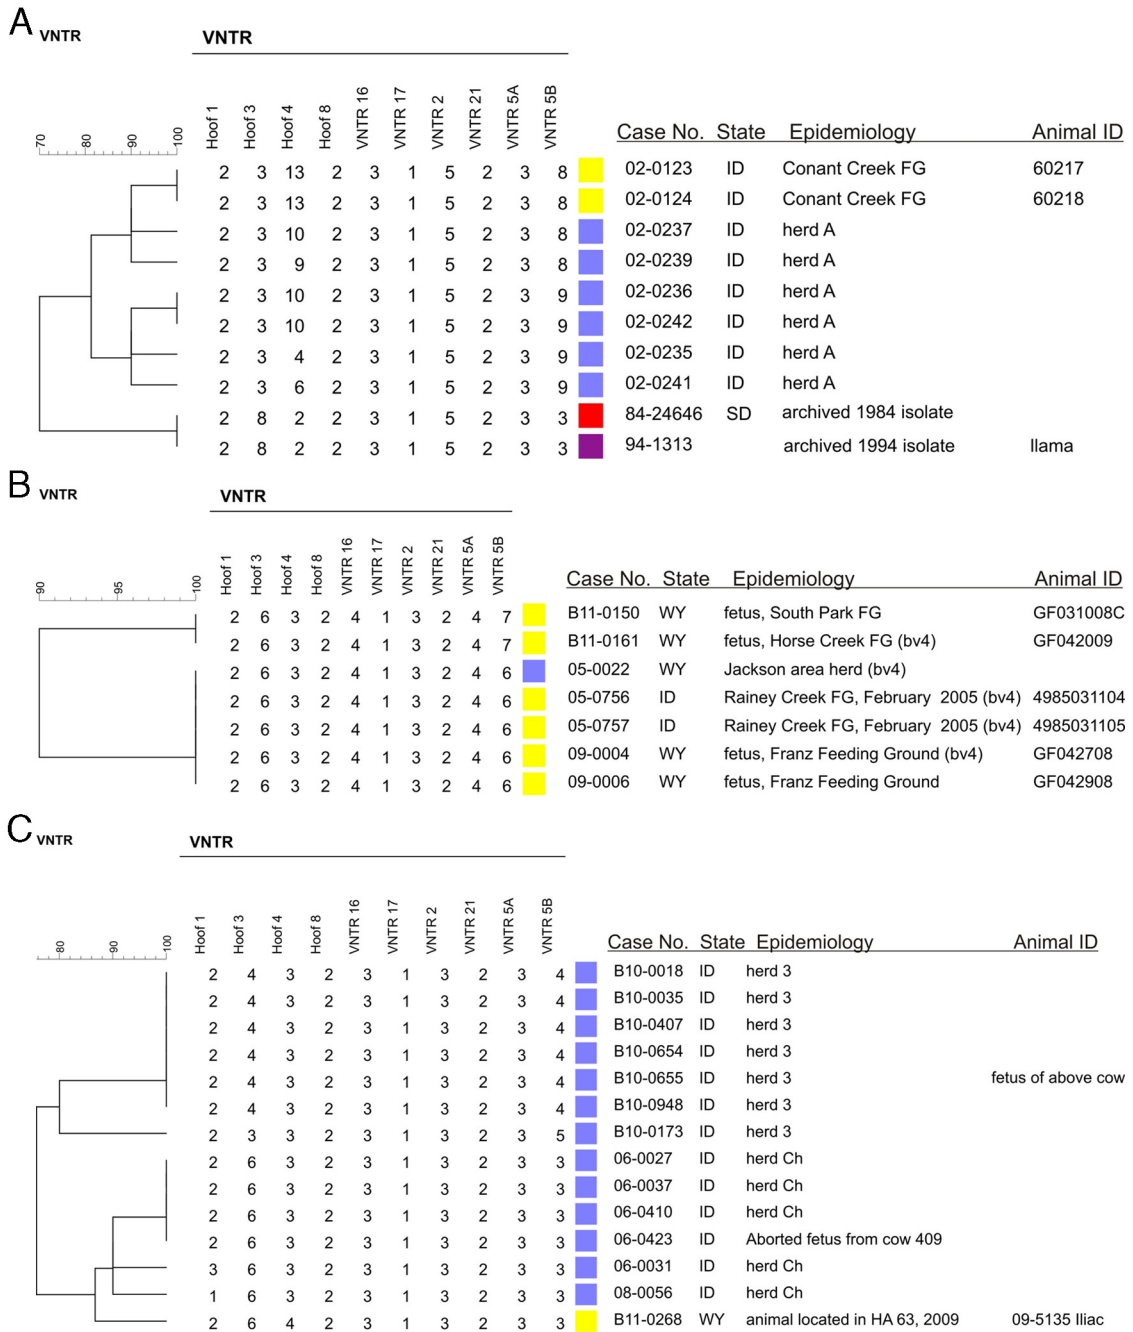 A VNTR VNTR
70 80 90 100 Hoof 1 Hoof 3 Hoof 4 Hoof 8 VNTR 16 VNTR 17 VNTR 2 VNTR 21 VNTR 5A VNTR 5B Case No. State Epidemiology Animal ID
2 3 13 2 3 1 5 2 3 8 02-0123 ID Conant Creek FG 60217
2 3 13 2 3 1 5 2 3 8 02-0124 ID Conant Creek FG 60218
2 3 10 2 3 1 5 2 3 8 02-0237 ID herd A
2 3 9 2 3 1 5 2 3 8 02-0239 ID herd A
2 3 10 2 3 1 5 2 3 9 02-0236 ID herd A
2 3 10 2 3 1 5 2 3 9 02-0242 ID herd A
2 3 4 2 3 1 5 2 3 9 02-0235 ID herd A
2 3 6 2 3 1 5 2 3 9 02-0241 ID herd A
2 8 2 2 3 1 5 2 3 3 84-24646 SD archived 1984 isolate
2 8 2 2 3 1 5 2 3 3 94-1313 archived 1994 isolate llama
B VNTR VNTR
90 95 100 Hoof 1 Hoof 3 Hoof 4 Hoof 8 VNTR 16 VNTR 17 VNTR 2 VNTR 21 VNTR 5A VNTR 5B Case No. State Epidemiology Animal ID
2 6 3 2 4 1 3 2 4 7 B11-0150 WY fetus, South Park FG GF031008C
2 6 3 2 4 1 3 2 4 7 B11-0161 WY fetus, Horse Creek FG (bv4) GF042009
2 6 3 2 4 1 3 2 4 6 05-0022 WY Jackson area herd (bv4)
2 6 3 2 4 1 3 2 4 6 05-0756 ID Rainey Creek FG, February 2005 (bv4) 4985031104
2 6 3 2 4 1 3 2 4 6 05-0757 ID Rainey Creek FG, February 2005 (bv4) 4985031105
2 6 3 2 4 1 3 2 4 6 09-0004 WY fetus, Franz Feeding Ground (bv4) GF042708
2 6 3 2 4 1 3 2 4 6 09-0006 WY fetus, Franz Feeding Ground GF042908
C VNTR VNTR
80 90 100 Hoof 1 Hoof 3 Hoof 4 Hoof 8 VNTR 16 VNTR 17 VNTR 2 VNTR 21 VNTR 5A VNTR 5B Case No. State Epidemiology Animal ID
2 4 3 2 3 1 3 2 3 4 B10-0018 ID herd 3
2 4 3 2 3 1 3 2 3 4 B10-0035 ID herd 3
2 4 3 2 3 1 3 2 3 4 B10-0407 ID herd 3
2 4 3 2 3 1 3 2 3 4 B10-0654 ID herd 3
2 4 3 2 3 1 3 2 3 4 B10-0655 ID herd 3 fetus of above cow
2 4 3 2 3 1 3 2 3 4 B10-0948 ID herd 3
2 3 3 2 3 1 3 2 3 5 B10-0173 ID herd 3
2 6 3 2 3 1 3 2 3 3 06-0027 ID herd Ch
2 6 3 2 3 1 3 2 3 3 06-0037 ID herd Ch
2 6 3 2 3 1 3 2 3 3 06-0410 ID herd Ch
2 6 3 2 3 1 3 2 3 3 06-0423 ID Aborted fetus from cow 409
3 6 3 2 3 1 3 2 3 3 06-0031 ID herd Ch
1 6 3 2 3 1 3 2 3 3 08-0056 ID herd Ch
2 6 4 2 3 1 3 2 3 3 B11-0268 WY animal located in HA 63, 2009 09-5135 Iliac